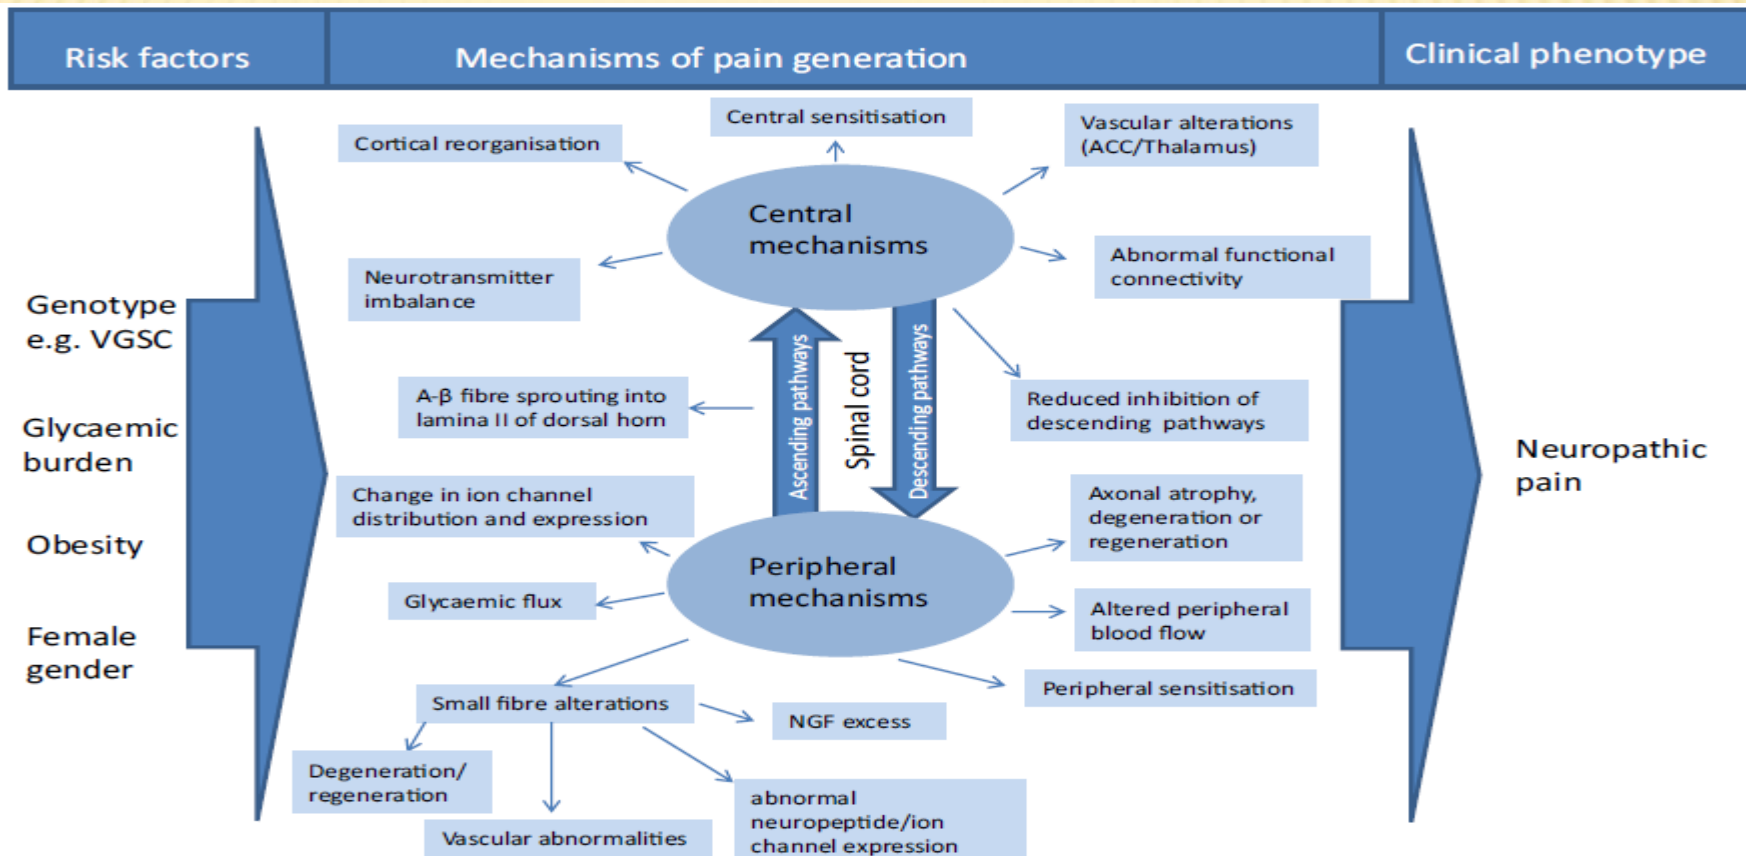 Risk factors
Mechanisms of pain generation
Clinical phenotype
Genotype
e.g. VGSC
Glycaemic
burden
Obesity
Female
gender
Central sensitisation
Cortical reorganisation
Vascular alterations
(ACC/Thalamus)
Central
mechanisms
Neurotransmitter
imbalance
Abnormal functional
connectivity
Ascending pathways
Spinal cord
Descending pathways
A-β fibre sprouting into
lamina II of dorsal horn
Reduced inhibition of
descending pathways
Change in ion channel
distribution and expression
Axonal atrophy,
degeneration or
regeneration
Peripheral
mechanisms
Glycaemic flux
Altered peripheral
blood flow
Peripheral sensitisation
Small fibre alterations
NGF excess
Degeneration/
regeneration
Vascular abnormalities
abnormal
neuropeptide/ion
channel expression
Neuropathic
pain